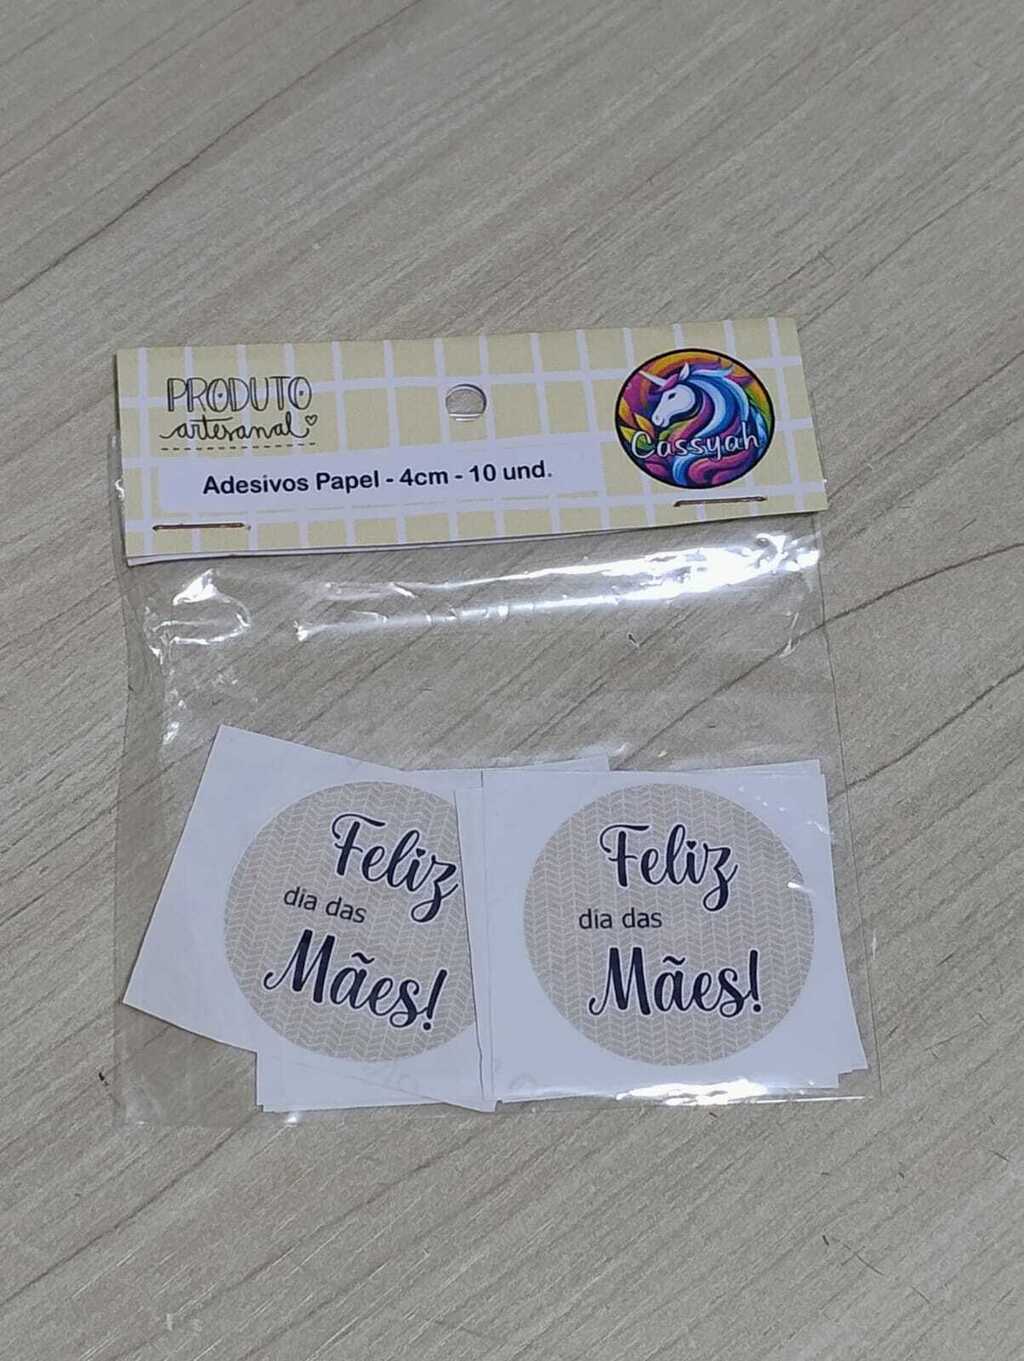 PRODUTO
artesanal
Cassyah
Adesivos Papel - 4cm - 10 und.
Feliz
dia das
Mães!
Feliz
dia das
Mães!